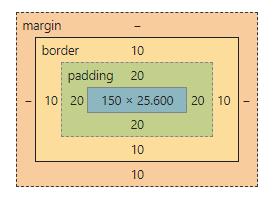 margin –
border 10
padding 20
– 10 20 150 × 25.600 20 10 –
20
10
10